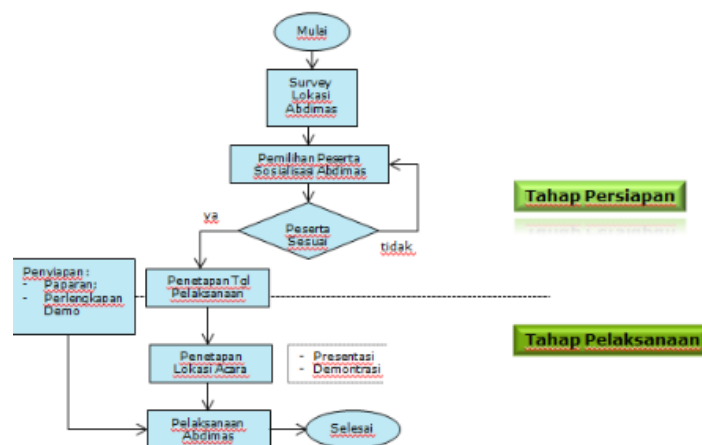 Mulai
Survey
Lokasi
Abdimas
Pemilihan Peserta
Sosialisasi Abdimas
Tahap Persiapan
ya
Peserta
Sesuai
tidak
Penyiapan :
- Paparan;
- Perlengkapan
Demo
Penetapan Tgl
Pelaksanaan
Tahap Pelaksanaan
Penetapan
Lokasi Acara
- Presentasi
- Demontrasi
Pelaksanaan
Abdimas
Selesai